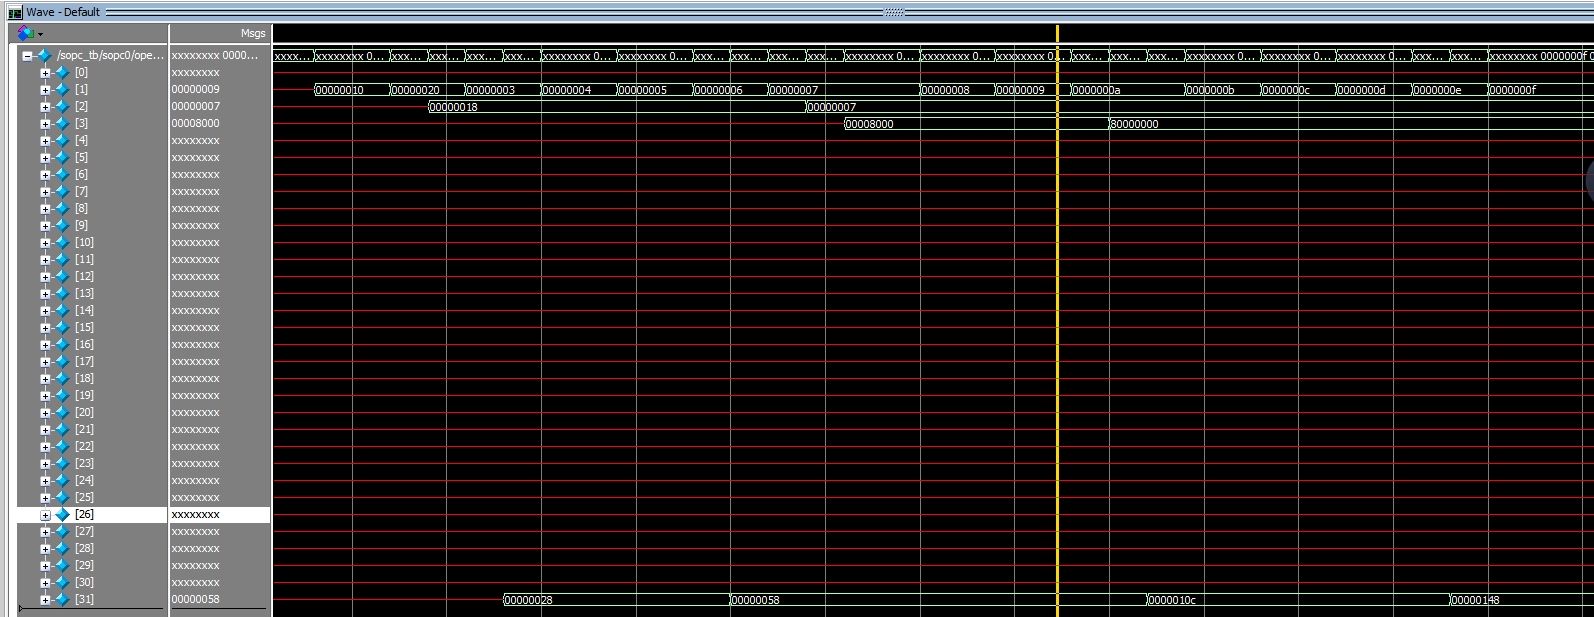 Wave - Default
Msgs
/sopc_tb/sopc0/ope... xxxxxxxx 0000... xxxx... xxxxxxxx 0... xxx... xxx... xxx... xxx... xxxxxxxx 0... xxxxxxxx 0... xxx... xxx... xxx... xxxxxxxx 0... xxxxxxxx 0... xxxxxxxx 0... xxx... xxx... xxx... xxxxxxxx 0... xxxxxxxx 0... xxxxxxxx 0... xxx... xxx... xxxxxxxx 0000000f 0
[0] xxxxxxxx
[1] 00000009 00000010 00000020 00000003 00000004 00000005 00000006 00000007 00000008 00000009 0000000a 0000000b 0000000c 0000000d 0000000e 0000000f
[2] 00000007 00000018 00000007
[3] 00008000 00008000 80000000
[4] xxxxxxxx
[5] xxxxxxxx
[6] xxxxxxxx
[7] xxxxxxxx
[8] xxxxxxxx
[9] xxxxxxxx
[10] xxxxxxxx
[11] xxxxxxxx
[12] xxxxxxxx
[13] xxxxxxxx
[14] xxxxxxxx
[15] xxxxxxxx
[16] xxxxxxxx
[17] xxxxxxxx
[18] xxxxxxxx
[19] xxxxxxxx
[20] xxxxxxxx
[21] xxxxxxxx
[22] xxxxxxxx
[23] xxxxxxxx
[24] xxxxxxxx
[25] xxxxxxxx
[26] xxxxxxxx
[27] xxxxxxxx
[28] xxxxxxxx
[29] xxxxxxxx
[30] xxxxxxxx
[31] 00000058 00000028 00000058 0000010c 00000148